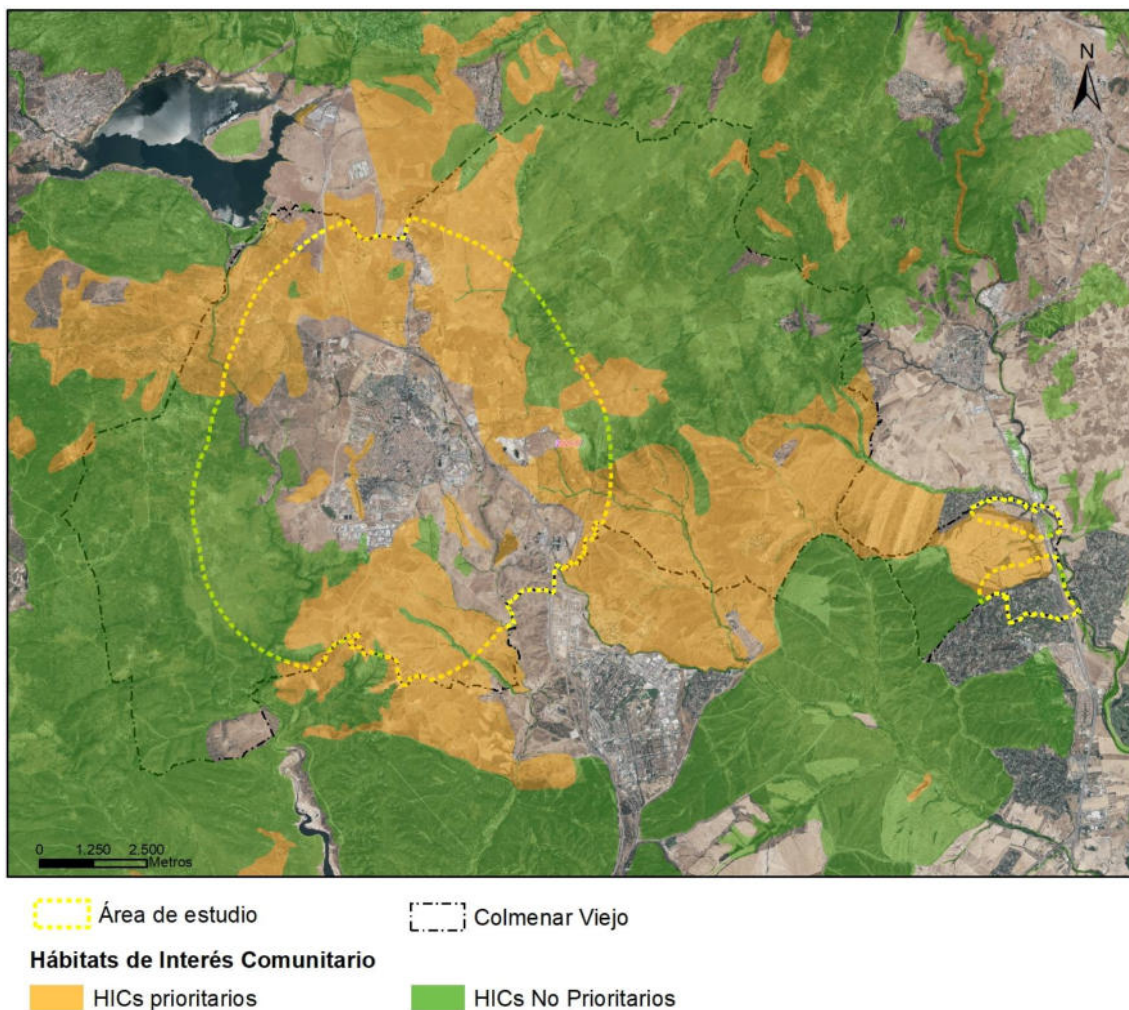 N
0 1.250 2.500
Metros
Área de estudio
Colmenar Viejo
Hábitats de Interés Comunitario
HICs prioritarios
HICs No Prioritarios